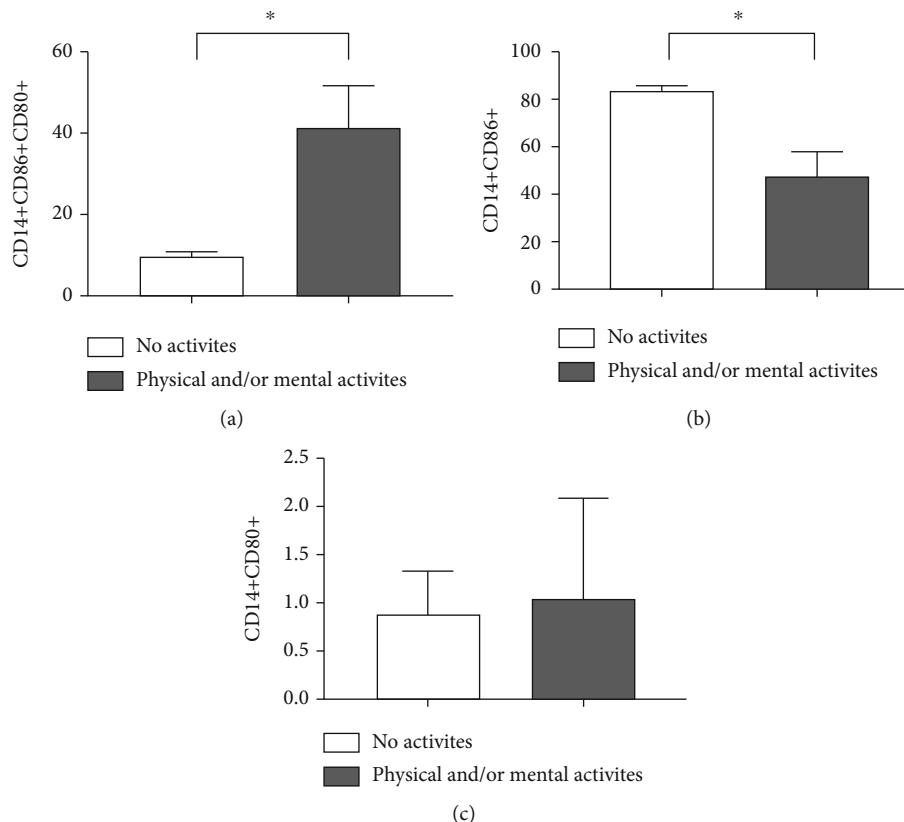 *
60
40
20
0
CD14+CD86+CD80+
No activites
Physical and/or mental activites
(a)
*
100
80
60
40
20
0
CD14+CD86+
No activites
Physical and/or mental activites
(b)
2.5
2.0
1.5
1.0
0.5
0.0
CD14+CD80+
No activites
Physical and/or mental activites
(c)